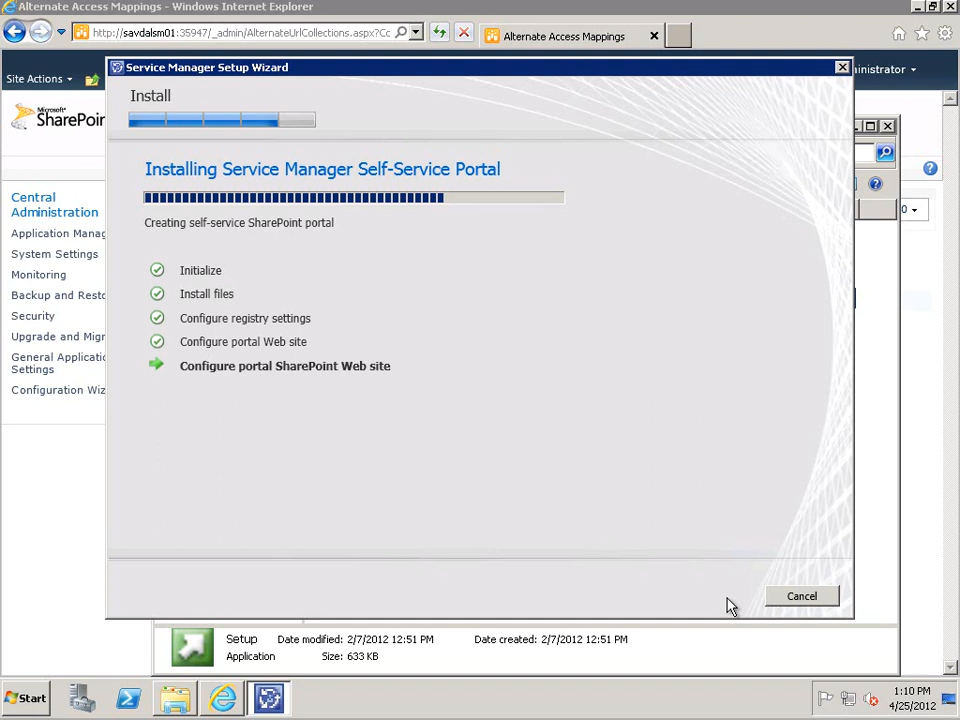 Alternate Access Mappings - Windows Internet Explorer
http://savdalsm01:35947/_admin/AlternateUrlCollections.aspx?Cc
Alternate Access Mappings
Site Actions
inistrator
Service Manager Setup Wizard
Install
Microsoft®
SharePoin
Installing Service Manager Self-Service Portal
Creating self-service SharePoint portal
Initialize
Install files
Configure registry settings
Configure portal Web site
Configure portal SharePoint Web site
Central
Administration
Application Manag
System Settings
Monitoring
Backup and Resto
Security
Upgrade and Migr
General Applicatio
Settings
Configuration Wiz
0
Cancel
Setup Date modified: 2/7/2012 12:51 PM Date created: 2/7/2012 12:51 PM
Application Size: 633 KB
Start
1:10 PM
4/25/2012